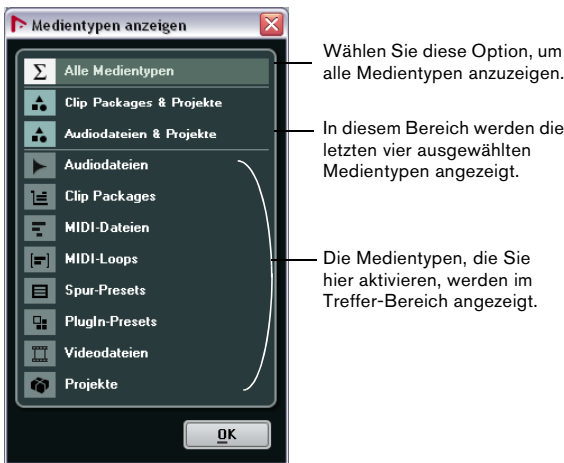 Medientypen anzeigen
Alle Medientypen
Clip Packages & Projekte
Audiodateien & Projekte
Audiodateien
Clip Packages
MIDI-Dateien
MIDI-Loops
Spur-Presets
PlugIn-Presets
Videodateien
Projekte
OK
Wählen Sie diese Option, um
alle Medientypen anzuzeigen.
In diesem Bereich werden die
letzten vier ausgewählten
Medientypen angezeigt.
Die Medientypen, die Sie
hier aktivieren, werden im
Treffer-Bereich angezeigt.